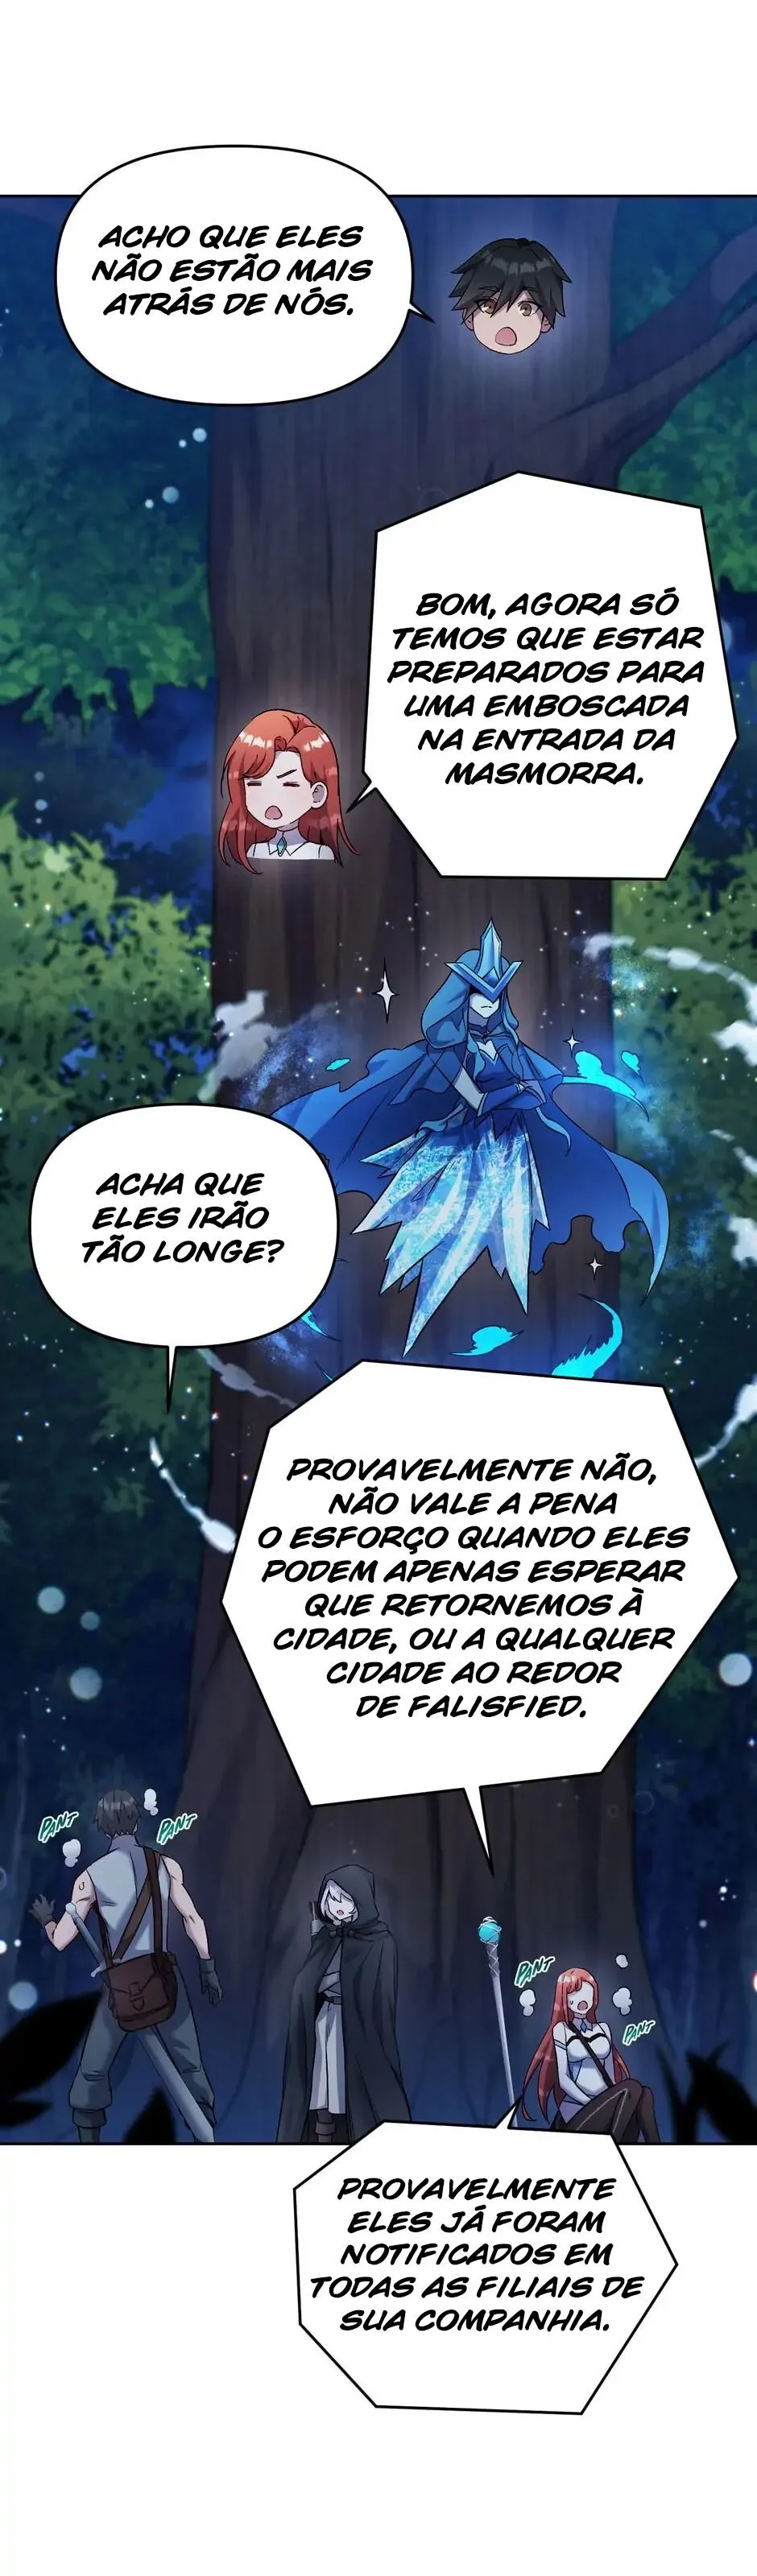 ACHO QUE ELES
NÃO ESTÃO MAIS
ATRÁS DE NÓS.
BOM, AGORA SÓ
TEMOS QUE ESTAR
PREPARADOS PARA
UMA EMBOSCADA
NA ENTRADA DA
MASMORRA.
ACHA QUE
ELES IRÃO
TÃO LONGE?
PROVAVELMENTE NÃO,
NÃO VALE A PENA
O ESFORÇO QUANDO ELES
PODEM APENAS ESPERAR
QUE RETORNEMOS À
CIDADE, OU A QUALQUER
CIDADE AO REDOR
DE FALISFIED.
PANT
PANT
PANT
PANT
PROVAVELMENTE
ELES JÁ FORAM
NOTIFICADOS EM
TODAS AS FILIAIS DE
SUA COMPANHIA.